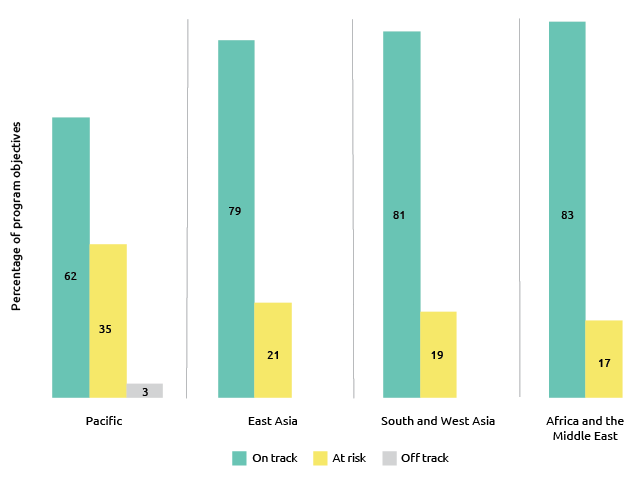 Percentage of program objectives
62
35
3
79
21
81
19
83
17
Pacific
East Asia
South and West Asia
Africa and the
Middle East
On track
At risk
Off track